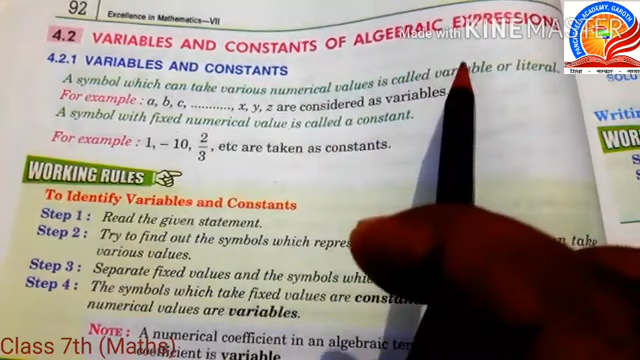 92
Excellence in Mathematics—VII
4.2 VARIABLES AND CONSTANTS OF ALGEBRAIC EXPRESSION
Made with KINEMASTER
4.2.1 VARIABLES AND CONSTANTS
A symbol which can take various numerical values is called variable or literal.
For example : a, b, c, ..........., x, y, z are considered as variables
A symbol with fixed numerical value is called a constant.
For example : 1, – 10, 2/3, etc are taken as constants.
WORKING RULES
To Identify Variables and Constants
Step 1 : Read the given statement.
Step 2 : Try to find out the symbols which repres take
various values.
Step 3 : Separate fixed values and the symbols whic
Step 4 : The symbols which take fixed values are consta
numerical values are variables.
NOTE : A numerical coefficient in an algebraic ter
coefficient is variable
Class 7th (Maths)
SOLU
Writin
WOR